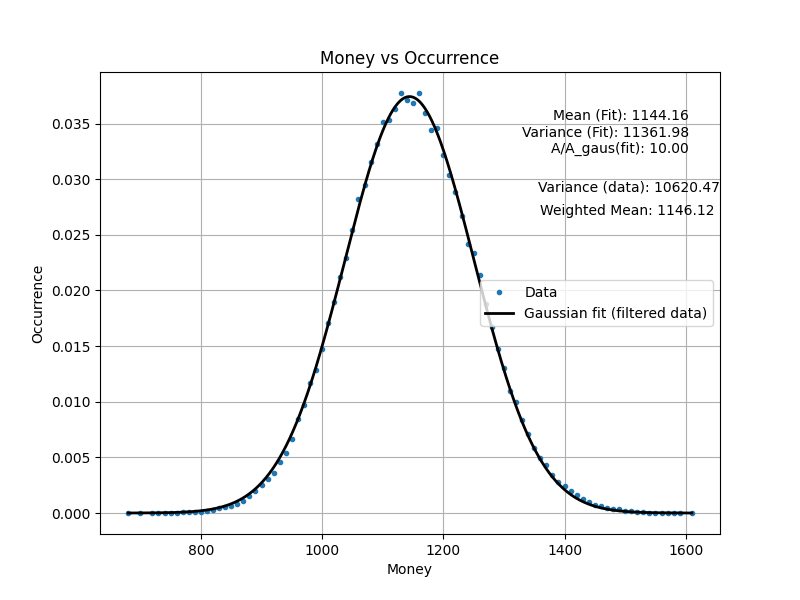 Money vs Occurrence
Mean (Fit): 1144.16
Variance (Fit): 11361.98
A/A_gaus(fit): 10.00
Variance (data): 10620.47
Weighted Mean: 1146.12
Data
Gaussian fit (filtered data)
Occurrence
0.035
0.030
0.025
0.020
0.015
0.010
0.005
0.000
800 1000 1200 1400 1600
Money